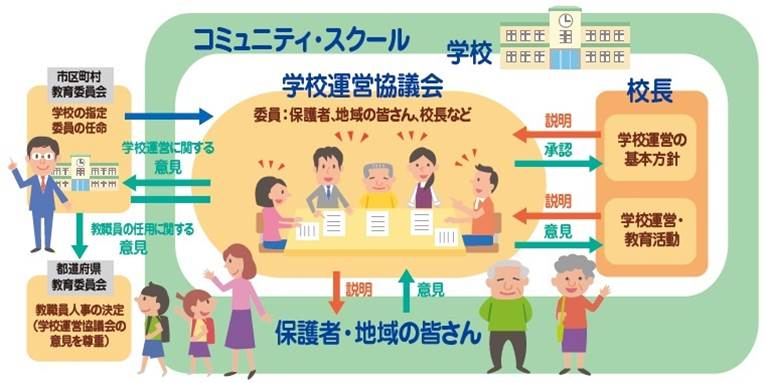 コミュニティ・スクール
学校
学校運営協議会
委員：保護者、地域の皆さん、校長など
市区町村
教育委員会
学校の指定
委員の任命
学校運営に関する
意見
教職員の任用に関する
意見
都道府県
教育委員会
教職員人事の決定
（学校運営協議会の
意見を尊重）
校長
説明
承認
学校運営の
基本方針
説明
意見
学校運営・
教育活動
説明
意見
保護者・地域の皆さん